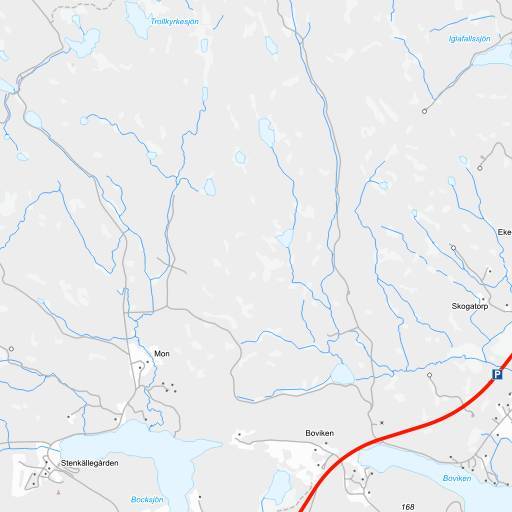 Trollkyrkesjön
Iglafallssjön
Eke
Skogatorp
Mon
P
Boviken
Stenkällegården
Bocksjön
Boviken
168